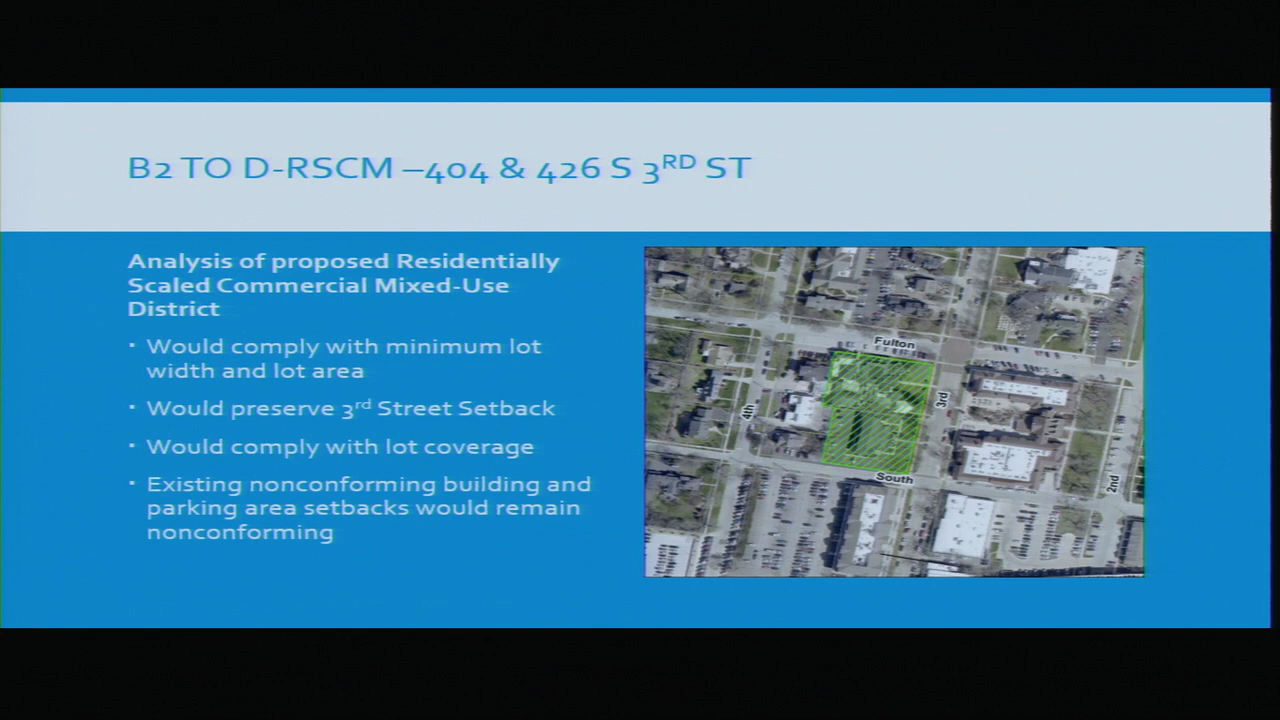 B2 TO D-RSCM –404 & 426 S 3RD ST
Analysis of proposed Residentially
Scaled Commercial Mixed-Use
District
▪ Would comply with minimum lot
width and lot area
▪ Would preserve 3rd Street Setback
▪ Would comply with lot coverage
▪ Existing nonconforming building and
parking area setbacks would remain
nonconforming
Fulton
4th
3rd
South
2nd